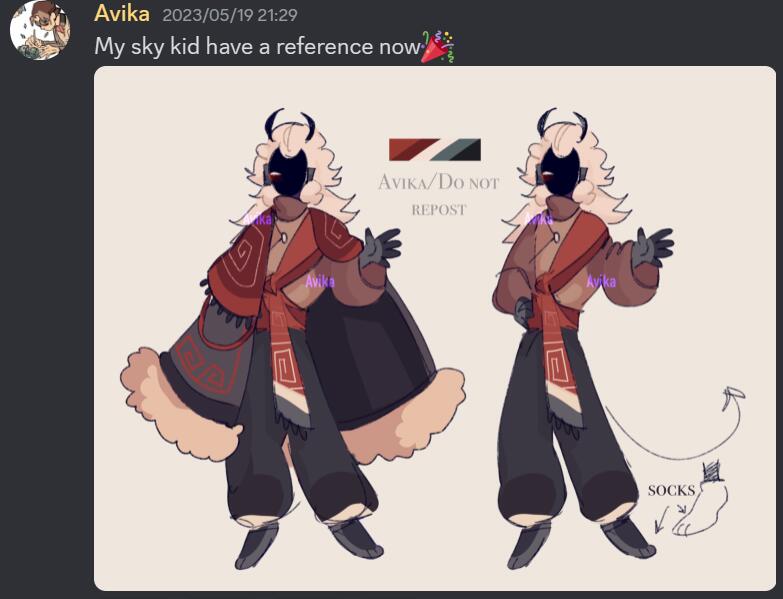 Avika 2023/05/19 21:29
My sky kid have a reference now🎉
AVIKA/DO NOT
REPOST
Avika
Avika
Avika
Avika
SOCKS